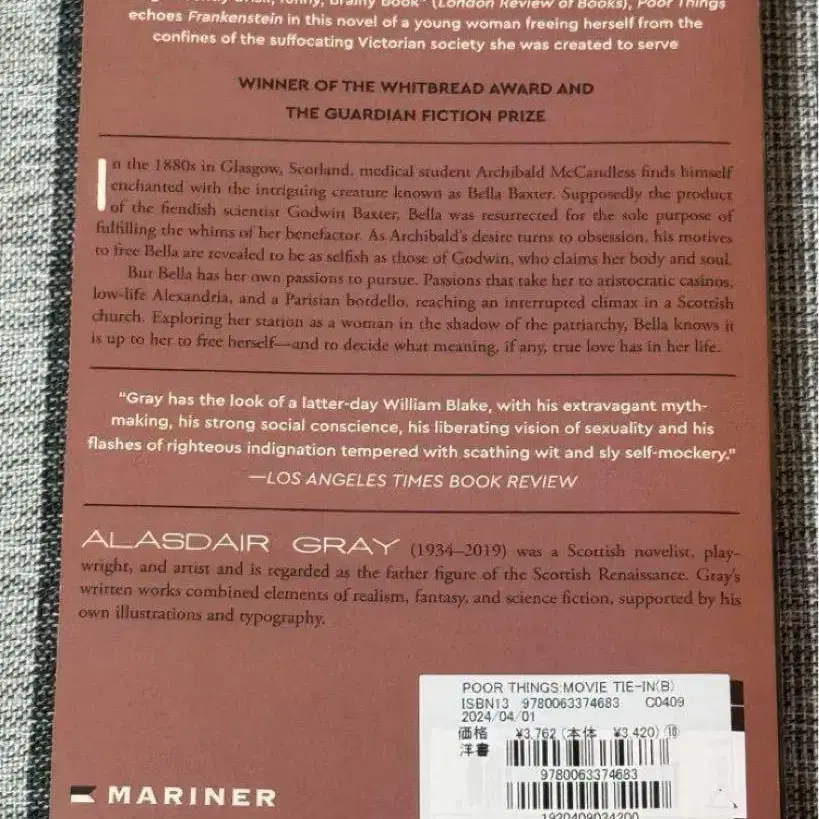 funny, brainy book" (London Review of Books), Poor Things
echoes Frankenstein in this novel of a young woman freeing herself from the
confines of the suffocating Victorian society she was created to serve
WINNER OF THE WHITBREAD AWARD AND
THE GUARDIAN FICTION PRIZE
In the 1880s in Glasgow, Scotland, medical student Archibald McCandless finds himself
enchanted with the intriguing creature known as Bella Baxter. Supposedly the product
of the fiendish scientist Godwin Baxter, Bella was resurrected for the sole purpose of
fulfilling the whims of her benefactor. As Archibald's desire turns to obsession, his motives
to free Bella are revealed to be as selfish as those of Godwin, who claims her body and soul.
But Bella has her own passions to pursue. Passions that take her to aristocratic casinos,
low-life Alexandria, and a Parisian bordello, reaching an interrupted climax in a Scottish
church. Exploring her station as a woman in the shadow of the patriarchy, Bella knows it
is up to her to free herself—and to decide what meaning, if any, true love has in her life.
"Gray has the look of a latter-day William Blake, with his extravagant myth-
making, his strong social conscience, his liberating vision of sexuality and his
flashes of righteous indignation tempered with scathing wit and sly self-mockery."
—LOS ANGELES TIMES BOOK REVIEW
ALASDAIR GRAY (1934–2019) was a Scottish novelist, play-
wright, and artist and is regarded as the father figure of the Scottish Renaissance. Gray's
written works combined elements of realism, fantasy, and science fiction, supported by his
own illustrations and typography.
POOR THINGS:MOVIE TIE-IN(B)
ISBN13 9780063374683 C0409
2024/04/01
価格 ¥3,762 (本体 ¥3,420) ⑩
洋書
9780063374683
1920409034200
MARINER